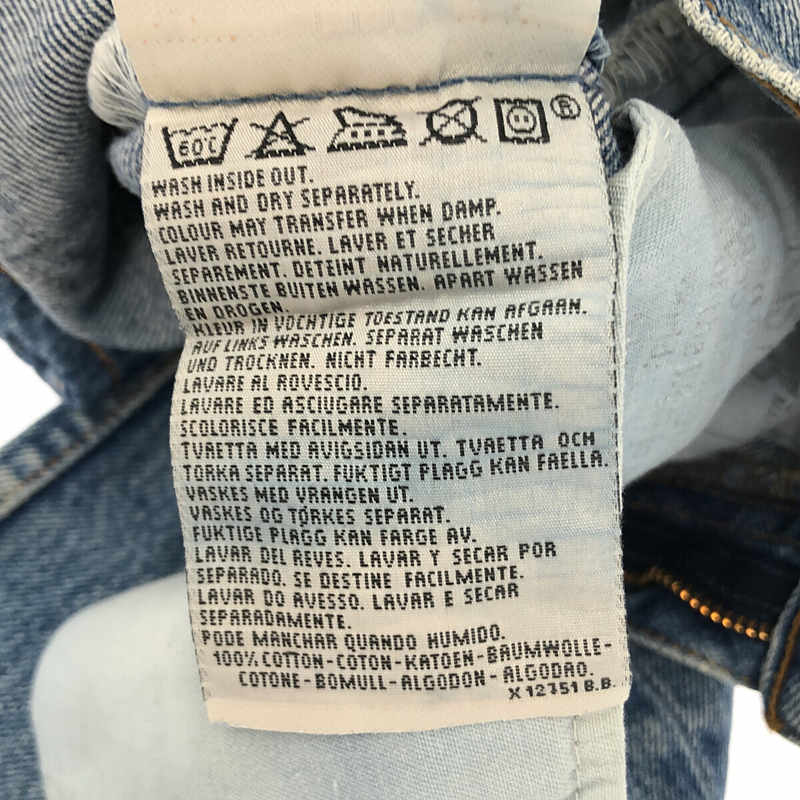 60C ®
WASH INSIDE OUT.
WASH AND DRY SEPARATELY.
COLOUR MAY TRANSFER WHEN DAMP.
LAVER RETOURNE. LAVER ET SECHER
SEPAREMENT. DETEINT NATURELLEMENT.
BINNENSTE BUITEN WASSEN. APART WASSEN
EN DROGEN.
KLEUR IN VOCHTIGE TOESTAND KAN AFGAAN.
AUF LINKS WASCHEN. SEPARAT WASCHEN
UND TROCKNEN. NICHT FARBECHT.
LAVARE AL ROVESCIO.
LAVARE ED ASCIUGARE SEPARATAMENTE.
SCOLORISCE FACILMENTE.
TVAETTA MED AVIGSIDAN UT. TVAETTA OCH
TORKA SEPARAT. FUKTIGT PLAGG KAN FAELLA.
VASKES MED VRANGEN UT.
VASKES OG TØRKES SEPARAT.
FUKTIGE PLAGG KAN FARGE AV.
LAVAR DEL REVES. LAVAR Y SECAR POR
SEPARADO. SE DESTINE FACILMENTE.
LAVAR DO AVESSO. LAVAR E SECAR
SEPARADAMENTE.
PODE MANCHAR QUANDO HUMIDO.
100% COTTON-COTON-KATOEN-BAUMWOLLE-
COTONE-BOMULL-ALGODON-ALGODAO.
X 12751 B.B.